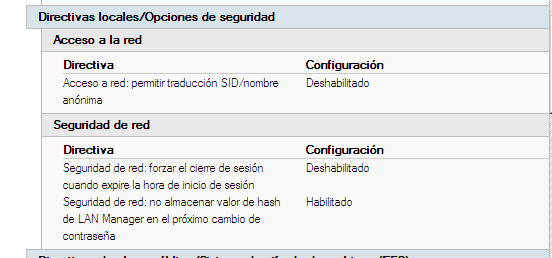 Directivas locales/Opciones de seguridad
Acceso a la red
Directiva Configuración
Acceso a red: permitir traducción SID/nombre Deshabilitado
anónima
Seguridad de red
Directiva Configuración
Seguridad de red: forzar el cierre de sesión Deshabilitado
cuando expire la hora de inicio de sesión
Seguridad de red: no almacenar valor de hash Habilitado
de LAN Manager en el próximo cambio de
contraseña